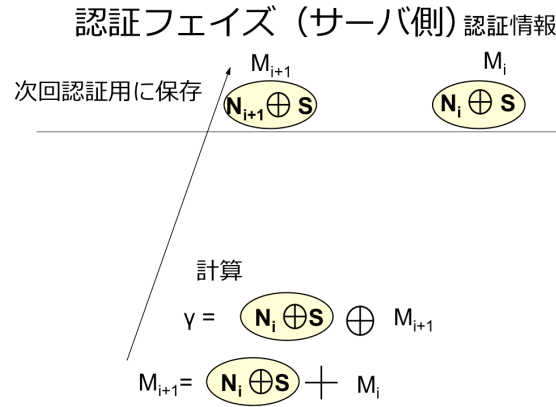 認証フェイズ（サーバ側）認証情報
M_{i+1} M_i
次回認証用に保存
N_{i+1} ⊕ S N_i ⊕ S
計算
γ = N_i ⊕ S ⊕ M_{i+1}
M_{i+1}= N_i ⊕ S + M_i